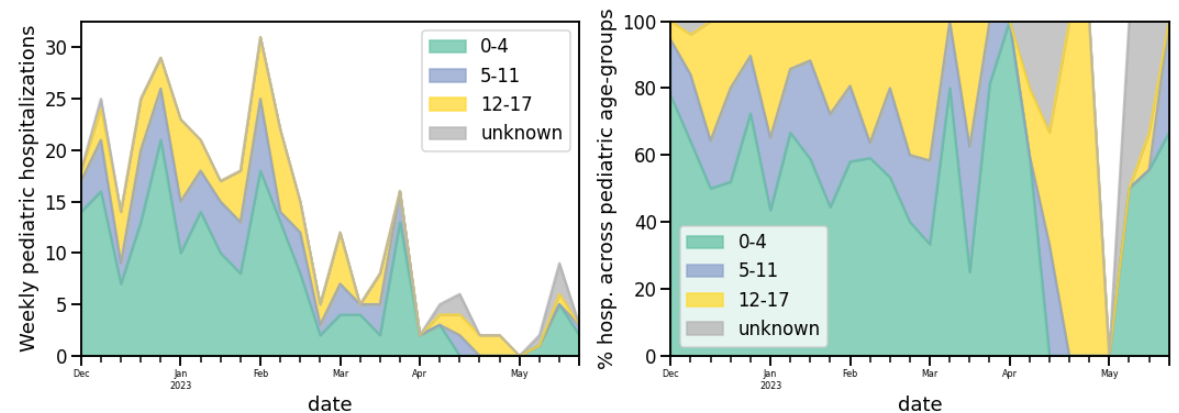 Weekly pediatric hospitalizations
30
25
20
15
10
5
0
0-4
5-11
12-17
unknown
Dec
Jan
2023
Feb
Mar
Apr
May
date
% hosp. across pediatric age-groups
100
80
60
40
20
0
0-4
5-11
12-17
unknown
Dec
Jan
2023
Feb
Mar
Apr
May
date